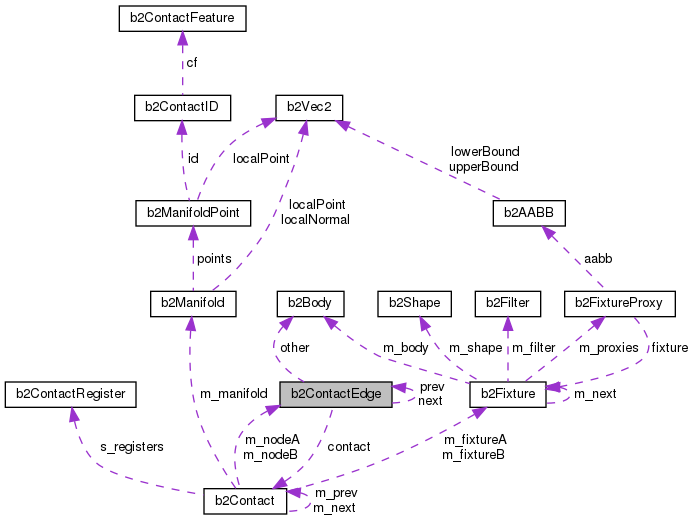 b2ContactFeature
cf
b2ContactID
b2Vec2
id
localPoint
lowerBound
upperBound
b2ManifoldPoint
localPoint
localNormal
b2AABB
points
aabb
b2Manifold
b2Body
b2Shape
b2Filter
b2FixtureProxy
other
m_body
m_shape
m_filter
m_proxies
fixture
b2ContactRegister
m_manifold
b2ContactEdge
prev
next
b2Fixture
m_next
s_registers
m_nodeA
m_nodeB
contact
m_fixtureA
m_fixtureB
b2Contact
m_prev
m_next